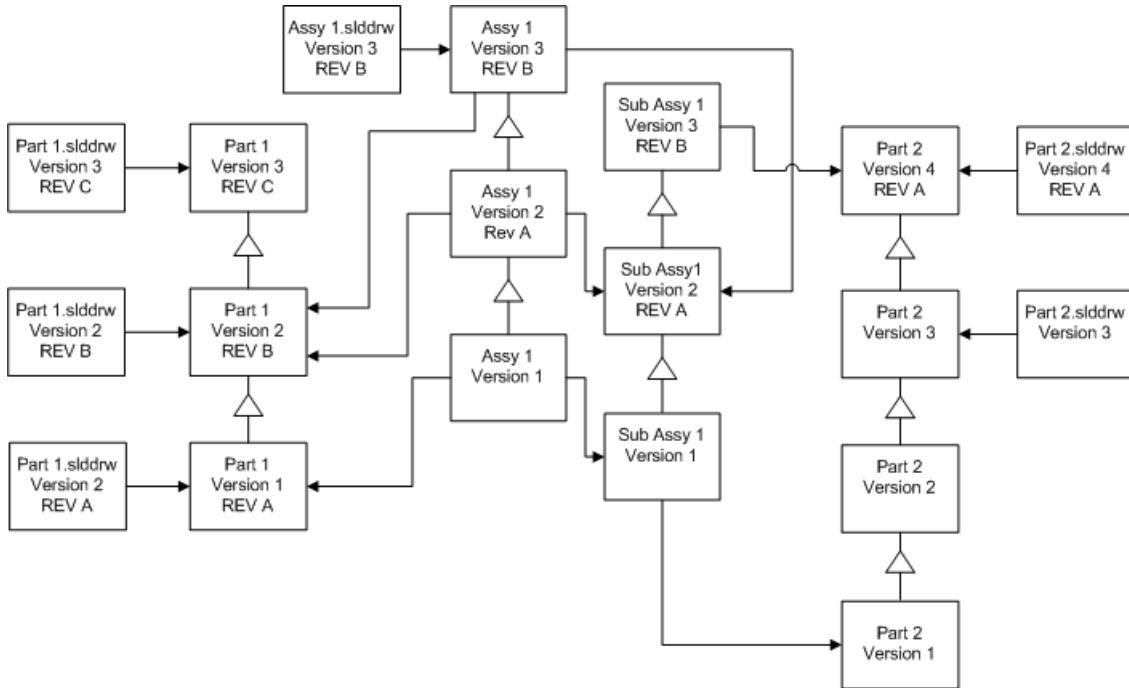 Assy 1.slddrw
Version 3
REV B
Assy 1
Version 3
REV B
Sub Assy 1
Version 3
REV B
Part 1.slddrw
Version 3
REV C
Part 1
Version 3
REV C
Part 2
Version 4
REV A
Part 2.slddrw
Version 4
REV A
Assy 1
Version 2
Rev A
Sub Assy1
Version 2
REV A
Part 1.slddrw
Version 2
REV B
Part 1
Version 2
REV B
Part 2
Version 3
Part 2.slddrw
Version 3
Assy 1
Version 1
Sub Assy 1
Version 1
Part 1.slddrw
Version 2
REV A
Part 1
Version 1
REV A
Part 2
Version 2
Part 2
Version 1